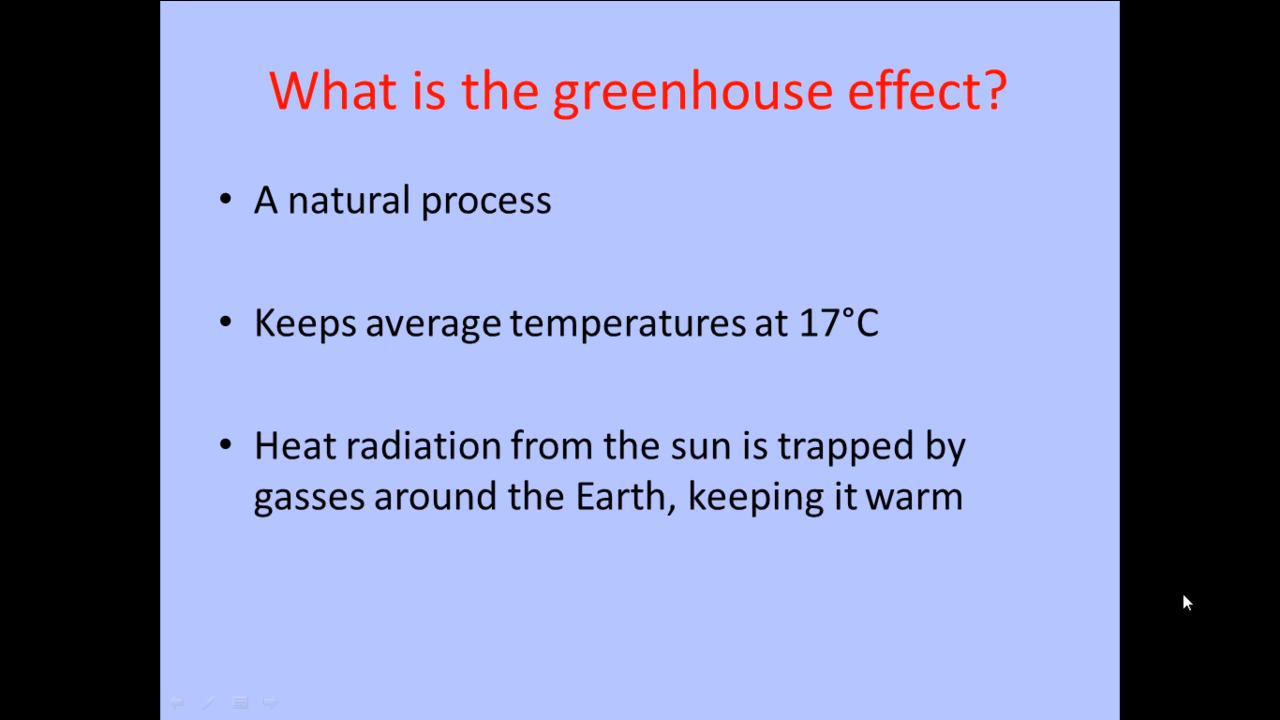 What is the greenhouse effect?
• A natural process
• Keeps average temperatures at 17°C
• Heat radiation from the sun is trapped by
gasses around the Earth, keeping it warm